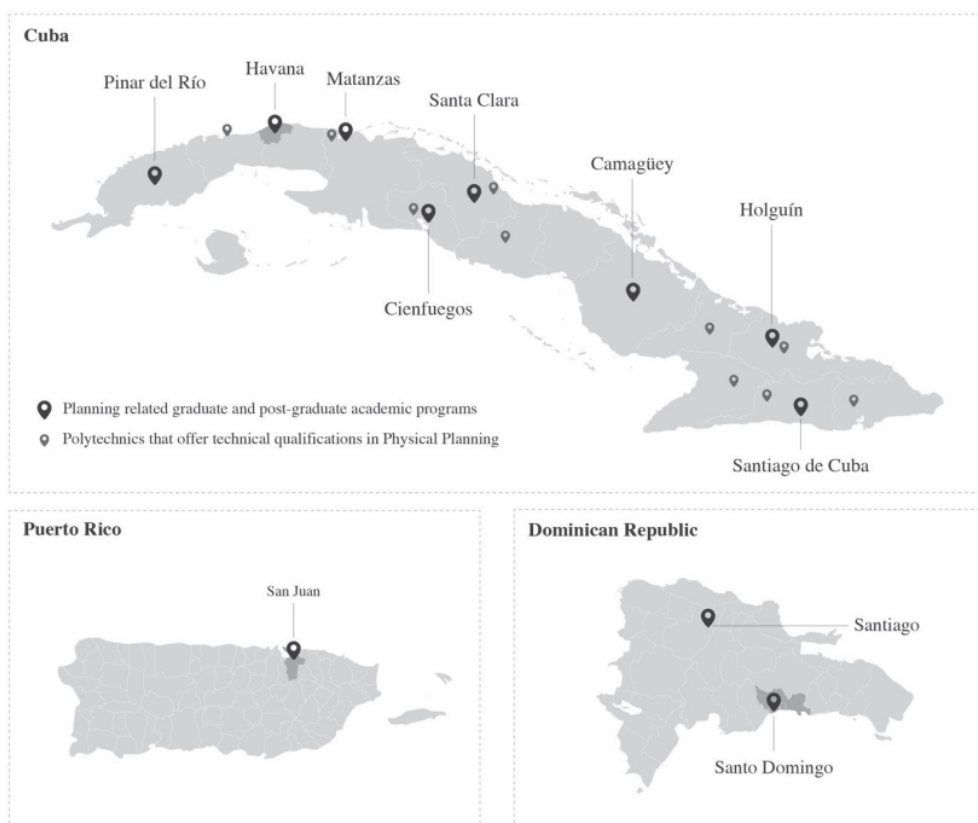 Cuba
Pinar del Río
Havana
Matanzas
Santa Clara
Camagüey
Holguín
Cienfuegos
Planning related graduate and post-graduate academic programs
Polytechnics that offer technical qualifications in Physical Planning
Santiago de Cuba
Puerto Rico
San Juan
Dominican Republic
Santiago
Santo Domingo